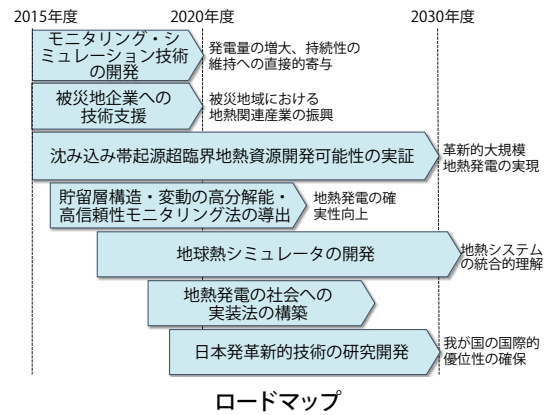 2015年度
2020年度
2030年度
モニタリング・シ
ミュレーション技術
の開発
発電量の増大、持続性の
維持への直接的寄与
被災地企業への
技術支援
被災地域における
地熱関連産業の振興
沈み込み帯起源超臨界地熱資源開発可能性の実証
革新的大規模
地熱発電の実現
貯留層構造・変動の高分解能・
高信頼性モニタリング法の導出
地熱発電の確
実性向上
地球熱シミュレータの開発
地熱システム
の統合的理解
地熱発電の社会への
実装法の構築
日本発革新的技術の研究開発
我が国の国際的
優位性の確保
ロードマップ